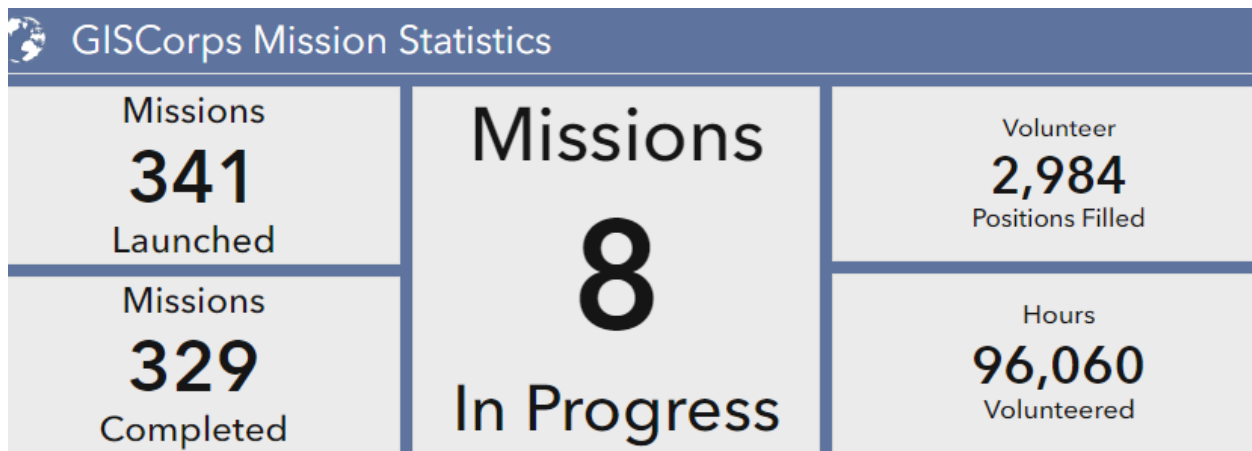 GISCorps Mission Statistics
Missions
341
Launched
Missions
329
Completed
Missions
8
In Progress
Volunteer
2,984
Positions Filled
Hours
96,060
Volunteered